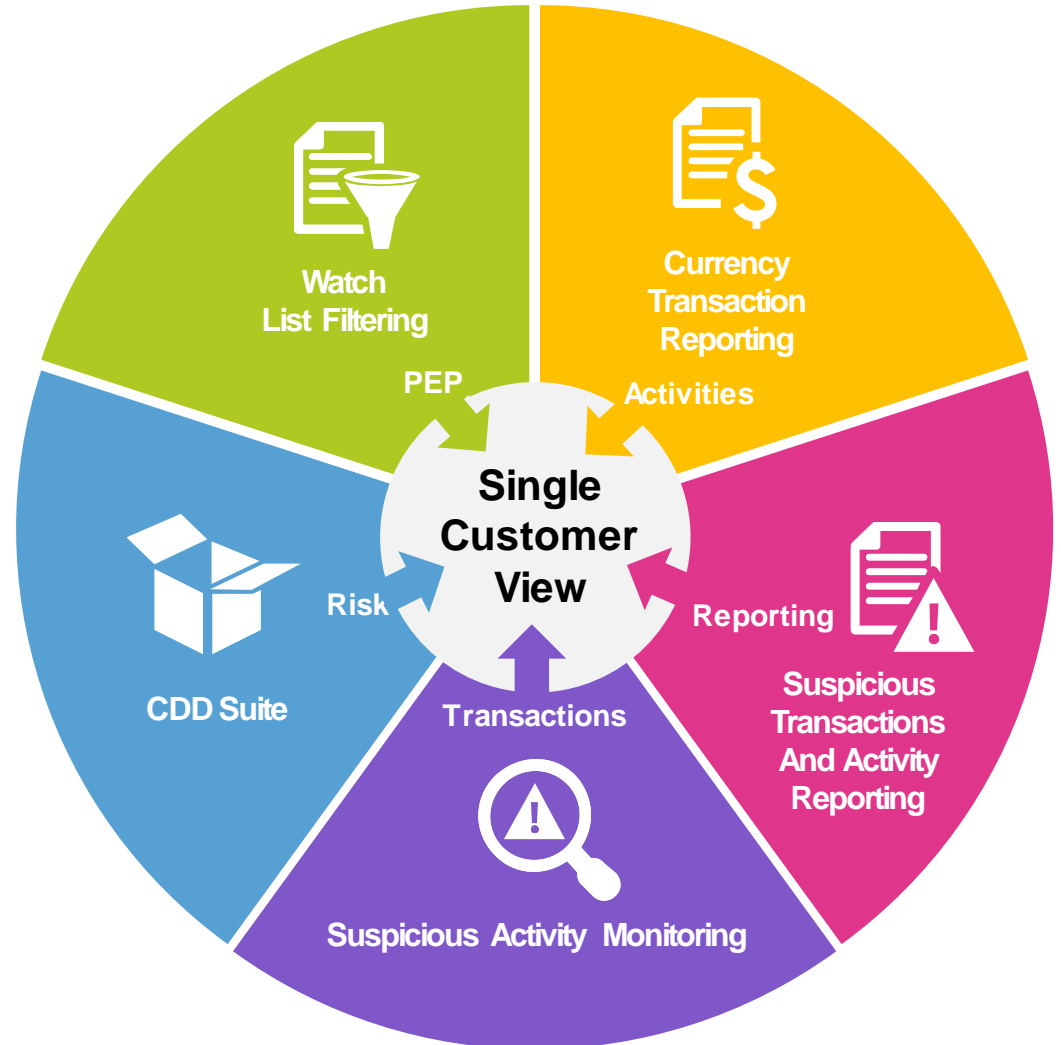 Watch
List Filtering
PEP
Currency
Transaction
Reporting
Activities
Single
Customer
View
Risk
CDD Suite
Reporting
Suspicious
Transactions
And Activity
Reporting
Transactions
Suspicious Activity Monitoring